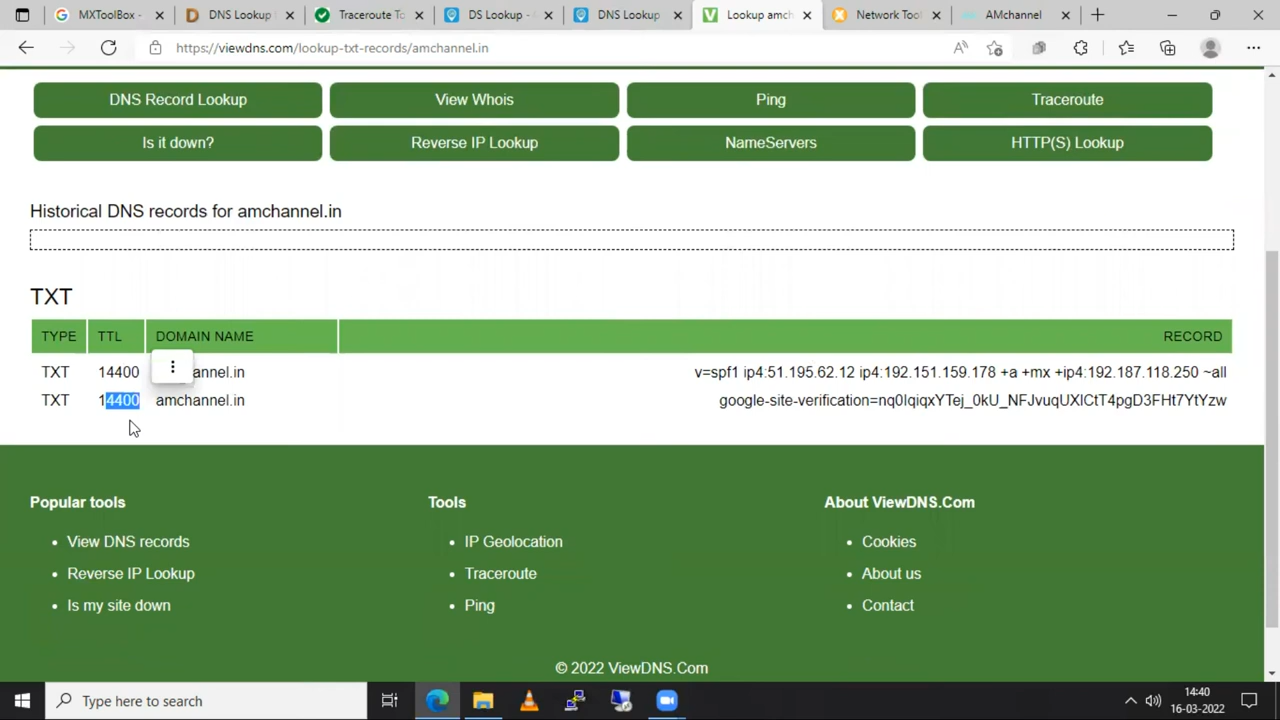 MXToolBox -
DNS Lookup
Traceroute To
DS Lookup - A
DNS Lookup
Lookup amch
Network Tool
AMchannel
https://viewdns.com/lookup-txt-records/amchannel.in
DNS Record Lookup
View Whois
Ping
Traceroute
Is it down?
Reverse IP Lookup
NameServers
HTTP(S) Lookup
Historical DNS records for amchannel.in
TXT
TYPE TTL DOMAIN NAME RECORD
TXT 14400 annel.in v=spf1 ip4:51.195.62.12 ip4:192.151.159.178 +a +mx +ip4:192.187.118.250 ~all
TXT 14400 amchannel.in google-site-verification=nq0IqiqxYTej_0kU_NFJvuqUXlCtT4pgD3FHt7YtYzw
Popular tools
• View DNS records
• Reverse IP Lookup
• Is my site down
Tools
• IP Geolocation
• Traceroute
• Ping
About ViewDNS.Com
• Cookies
• About us
• Contact
© 2022 ViewDNS.Com
Type here to search
14:40
16-03-2022